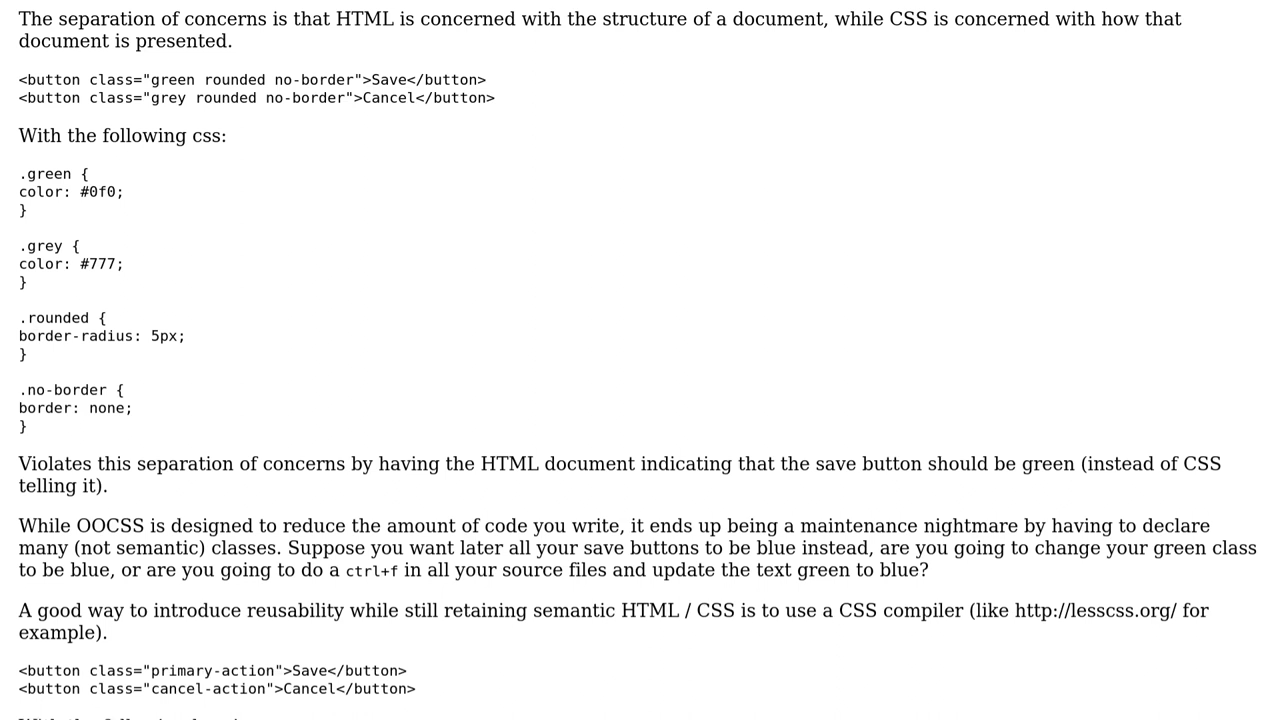 The separation of concerns is that HTML is concerned with the structure of a document, while CSS is concerned with how that
document is presented.
<button class="green rounded no-border">Save</button>
<button class="grey rounded no-border">Cancel</button>
With the following css:
.green {
color: #0f0;
}
.grey {
color: #777;
}
.rounded {
border-radius: 5px;
}
.no-border {
border: none;
}
Violates this separation of concerns by having the HTML document indicating that the save button should be green (instead of CSS
telling it).
While OOCSS is designed to reduce the amount of code you write, it ends up being a maintenance nightmare by having to declare
many (not semantic) classes. Suppose you want later all your save buttons to be blue instead, are you going to change your green class
to be blue, or are you going to do a ctrl+f in all your source files and update the text green to blue?
A good way to introduce reusability while still retaining semantic HTML / CSS is to use a CSS compiler (like http://lesscss.org/ for
example).
<button class="primary-action">Save</button>
<button class="cancel-action">Cancel</button>